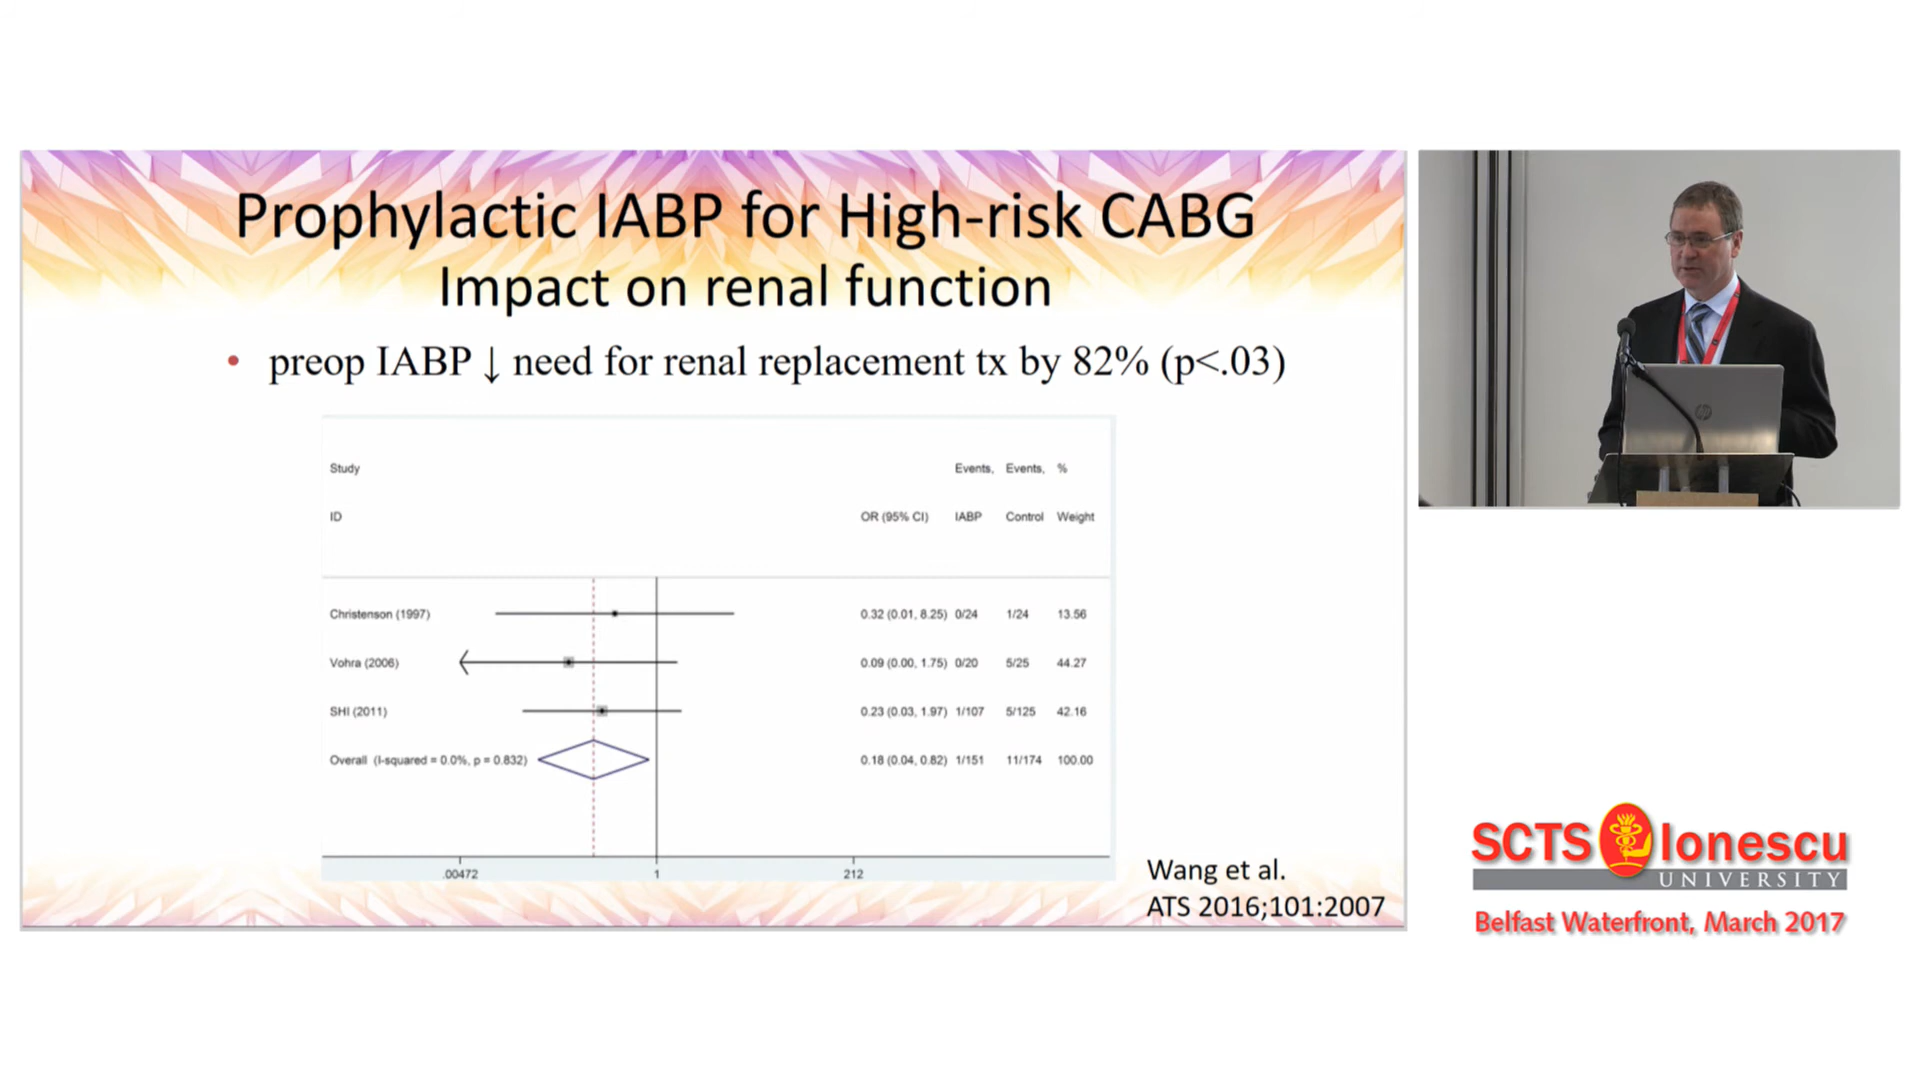 Prophylactic IABP for High-risk CABG
Impact on renal function
• preop IABP ↓ need for renal replacement tx by 82% (p<.03)
Study Events, Events, %
ID OR (95% CI) IABP Control Weight
Christenson (1997) 0.32 (0.01, 8.25) 0/24 1/24 13.56
Vohra (2006) 0.09 (0.00, 1.75) 0/20 5/25 44.27
SHI (2011) 0.23 (0.03, 1.97) 1/107 5/125 42.16
Overall (I-squared = 0.0%, p = 0.832) 0.18 (0.04, 0.82) 1/151 11/174 100.00
.00472 1 212
Wang et al.
ATS 2016;101:2007
hp
SCTS Ionescu
UNIVERSITY
Belfast Waterfront, March 2017